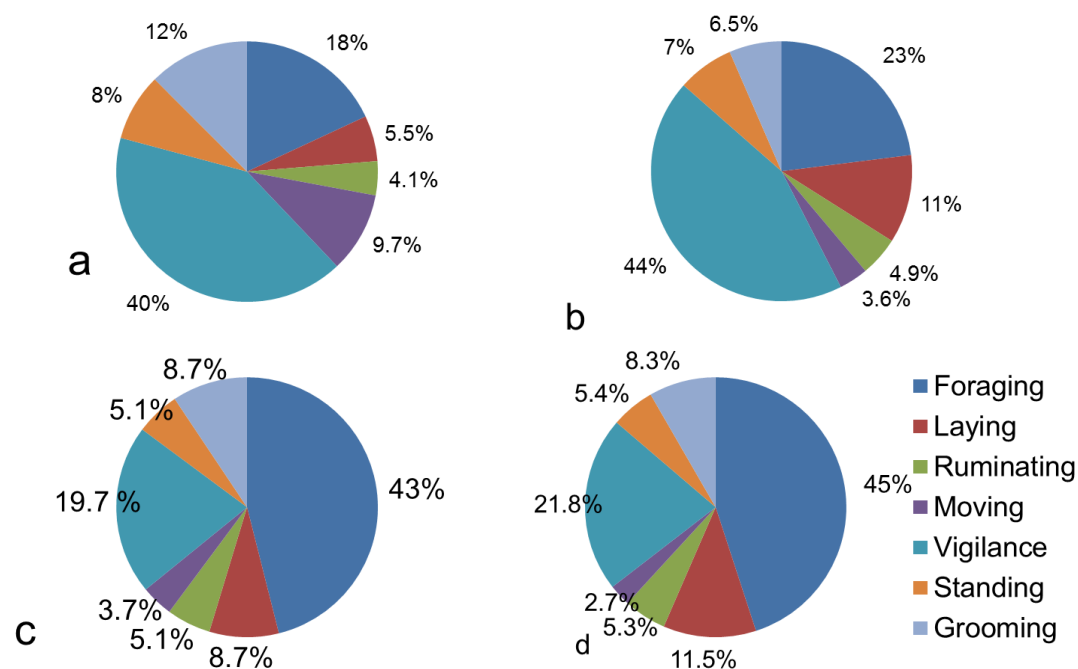 12%
18%
8%
5.5%
4.1%
9.7%
40%
a
6.5%
7%
23%
11%
4.9%
3.6%
44%
b
8.7%
5.1%
43%
19.7 %
3.7%
5.1%
8.7%
c
8.3%
5.4%
45%
21.8%
2.7%
5.3%
11.5%
d
Foraging
Laying
Ruminating
Moving
Vigilance
Standing
Grooming